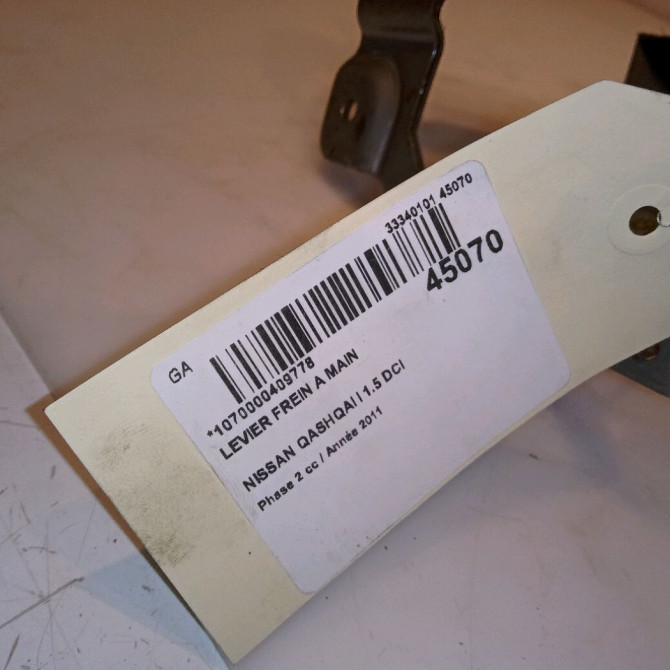 33340101 45070
GA
45070
*1070000409778
LEVIER FREIN A MAIN
NISSAN QASHQAI I 1.5 DCI
Phase 2 cc / Année 2011